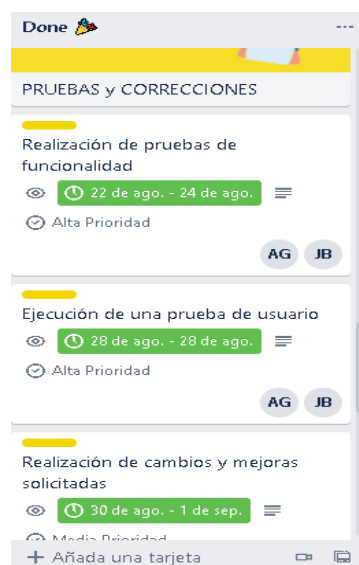 Done 🎉
PRUEBAS y CORRECCIONES
Realización de pruebas de
funcionalidad
22 de ago. - 24 de ago.
Alta Prioridad
AG JB
Ejecución de una prueba de usuario
28 de ago. - 28 de ago.
Alta Prioridad
AG JB
Realización de cambios y mejoras
solicitadas
30 de ago. - 1 de sep.
Media Prioridad
+ Añada una tarjeta